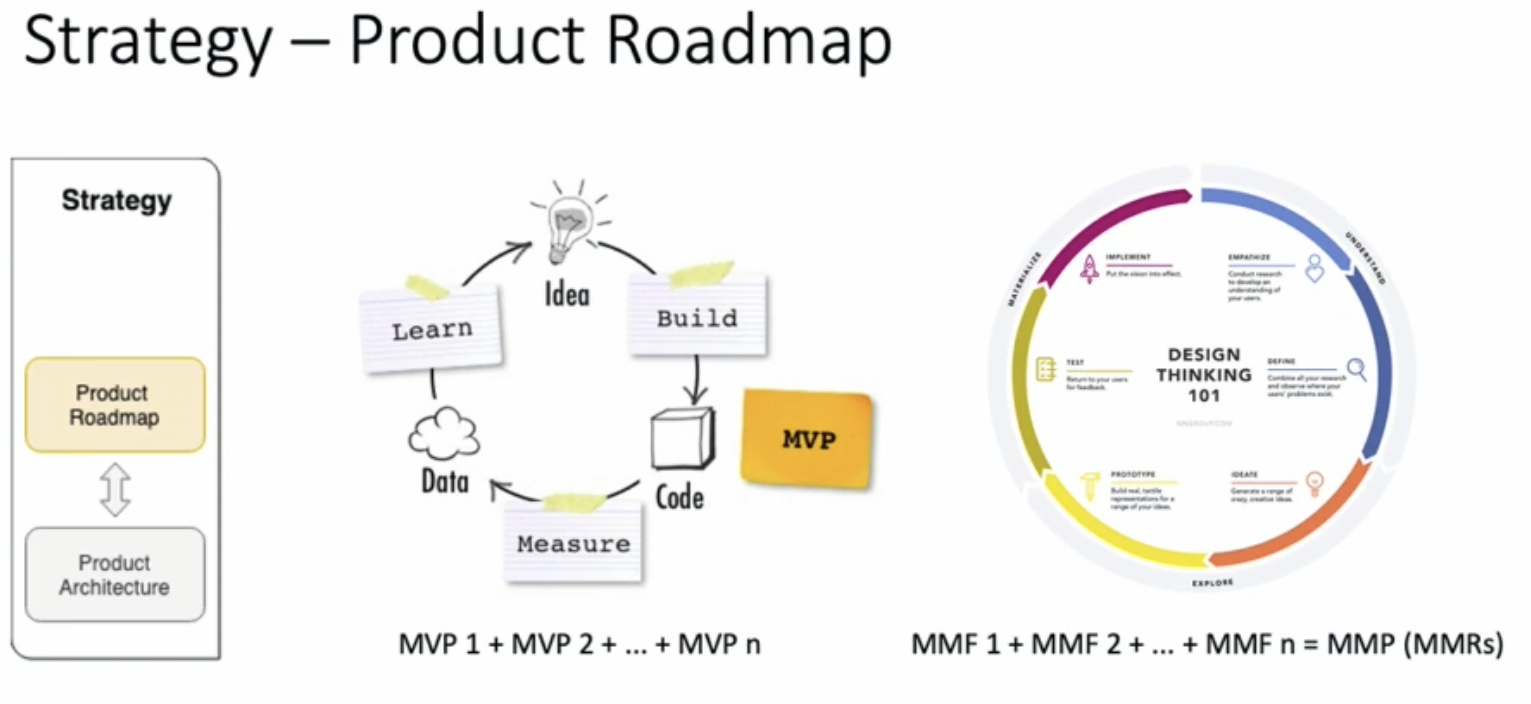 Strategy – Product Roadmap
Strategy
Product
Roadmap
Product
Architecture
Idea
Build
Code
MVP
Measure
Data
Learn
MVP 1 + MVP 2 + ... + MVP n
DESIGN
THINKING
101
NNGROUP.COM
UNDERSTAND
EMPATHIZE
Conduct research
to develop an
understanding of
your users.
DEFINE
Combine all your research
and observe where your
users' problems exist.
EXPLORE
IDEATE
Generate a range of
crazy, creative ideas.
PROTOTYPE
Build real, tactile
representations for a
range of your ideas.
MATERIALIZE
TEST
Return to your users
for feedback.
IMPLEMENT
Put the vision into effect.
MMF 1 + MMF 2 + ... + MMF n = MMP (MMRs)